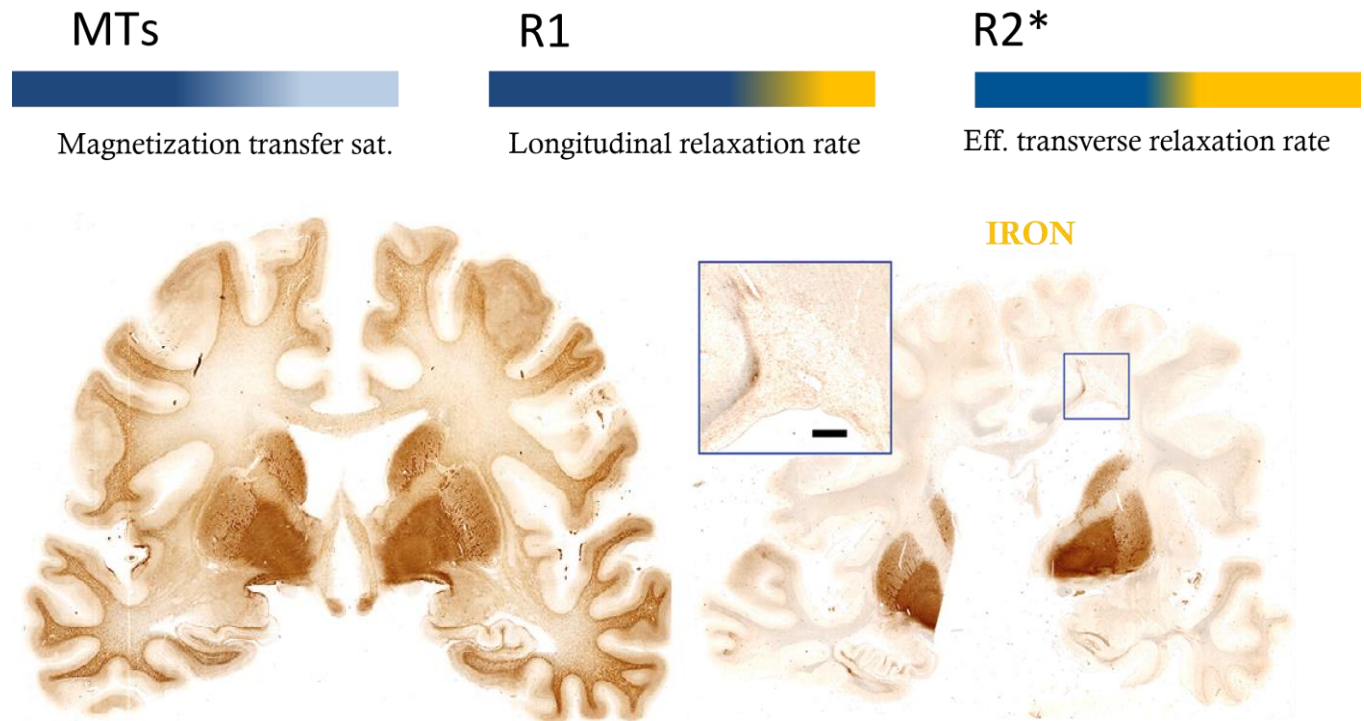 MTs
R1
R2*
Magnetization transfer sat.
Longitudinal relaxation rate
Eff. transverse relaxation rate
IRON